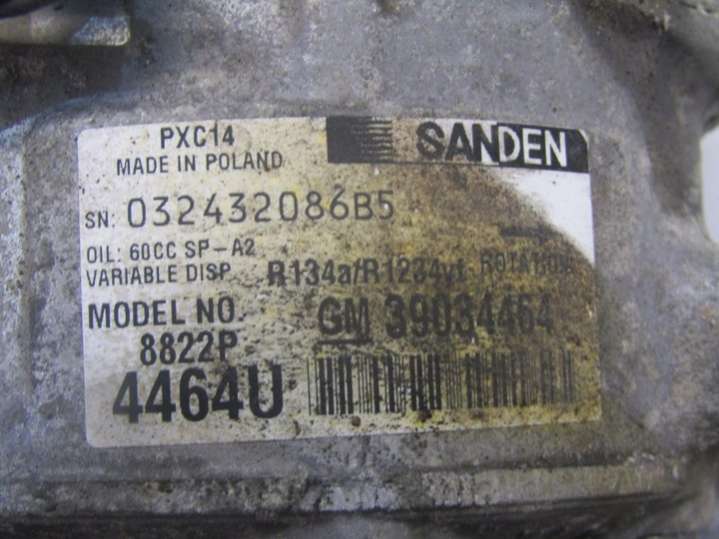 PXC14
SANDEN
MADE IN POLAND
SN: 032432086B5
OIL: 60CC SP-A2
VARIABLE DISP R134a/R1234yf ROTATION
MODEL NO. GM 39034464
8822P
4464U